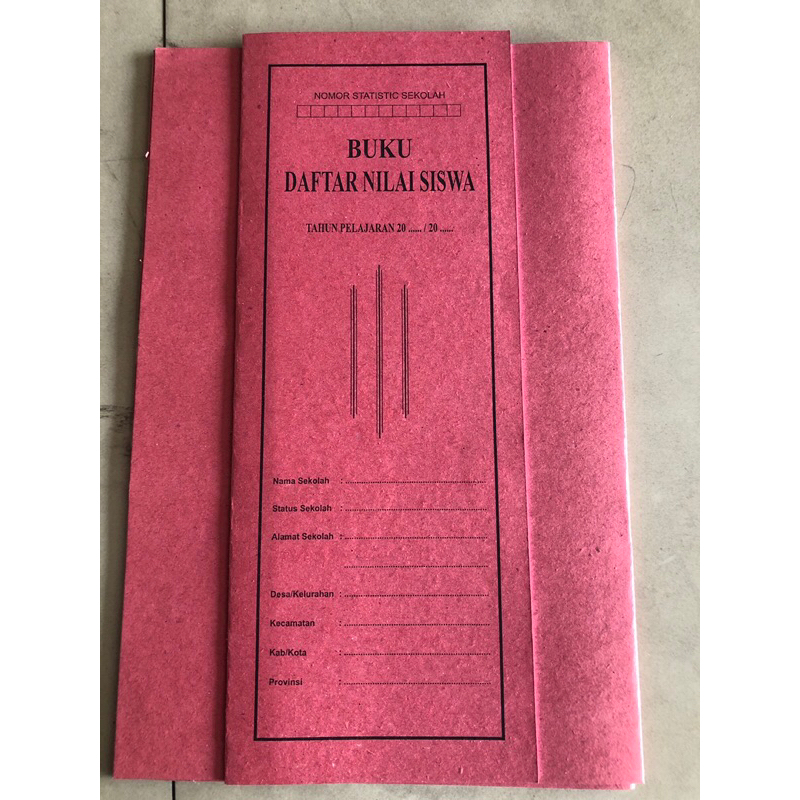 NOMOR STATISTIC SEKOLAH
BUKU
DAFTAR NILAI SISWA
TAHUN PELAJARAN 20 ...... / 20 ......
Nama Sekolah : ..................................................
Status Sekolah : ..................................................
Alamat Sekolah : ..................................................
..................................................
Desa/Kelurahan : ..................................................
Kecamatan : ..................................................
Kab/Kota : ..................................................
Provinsi : ..................................................